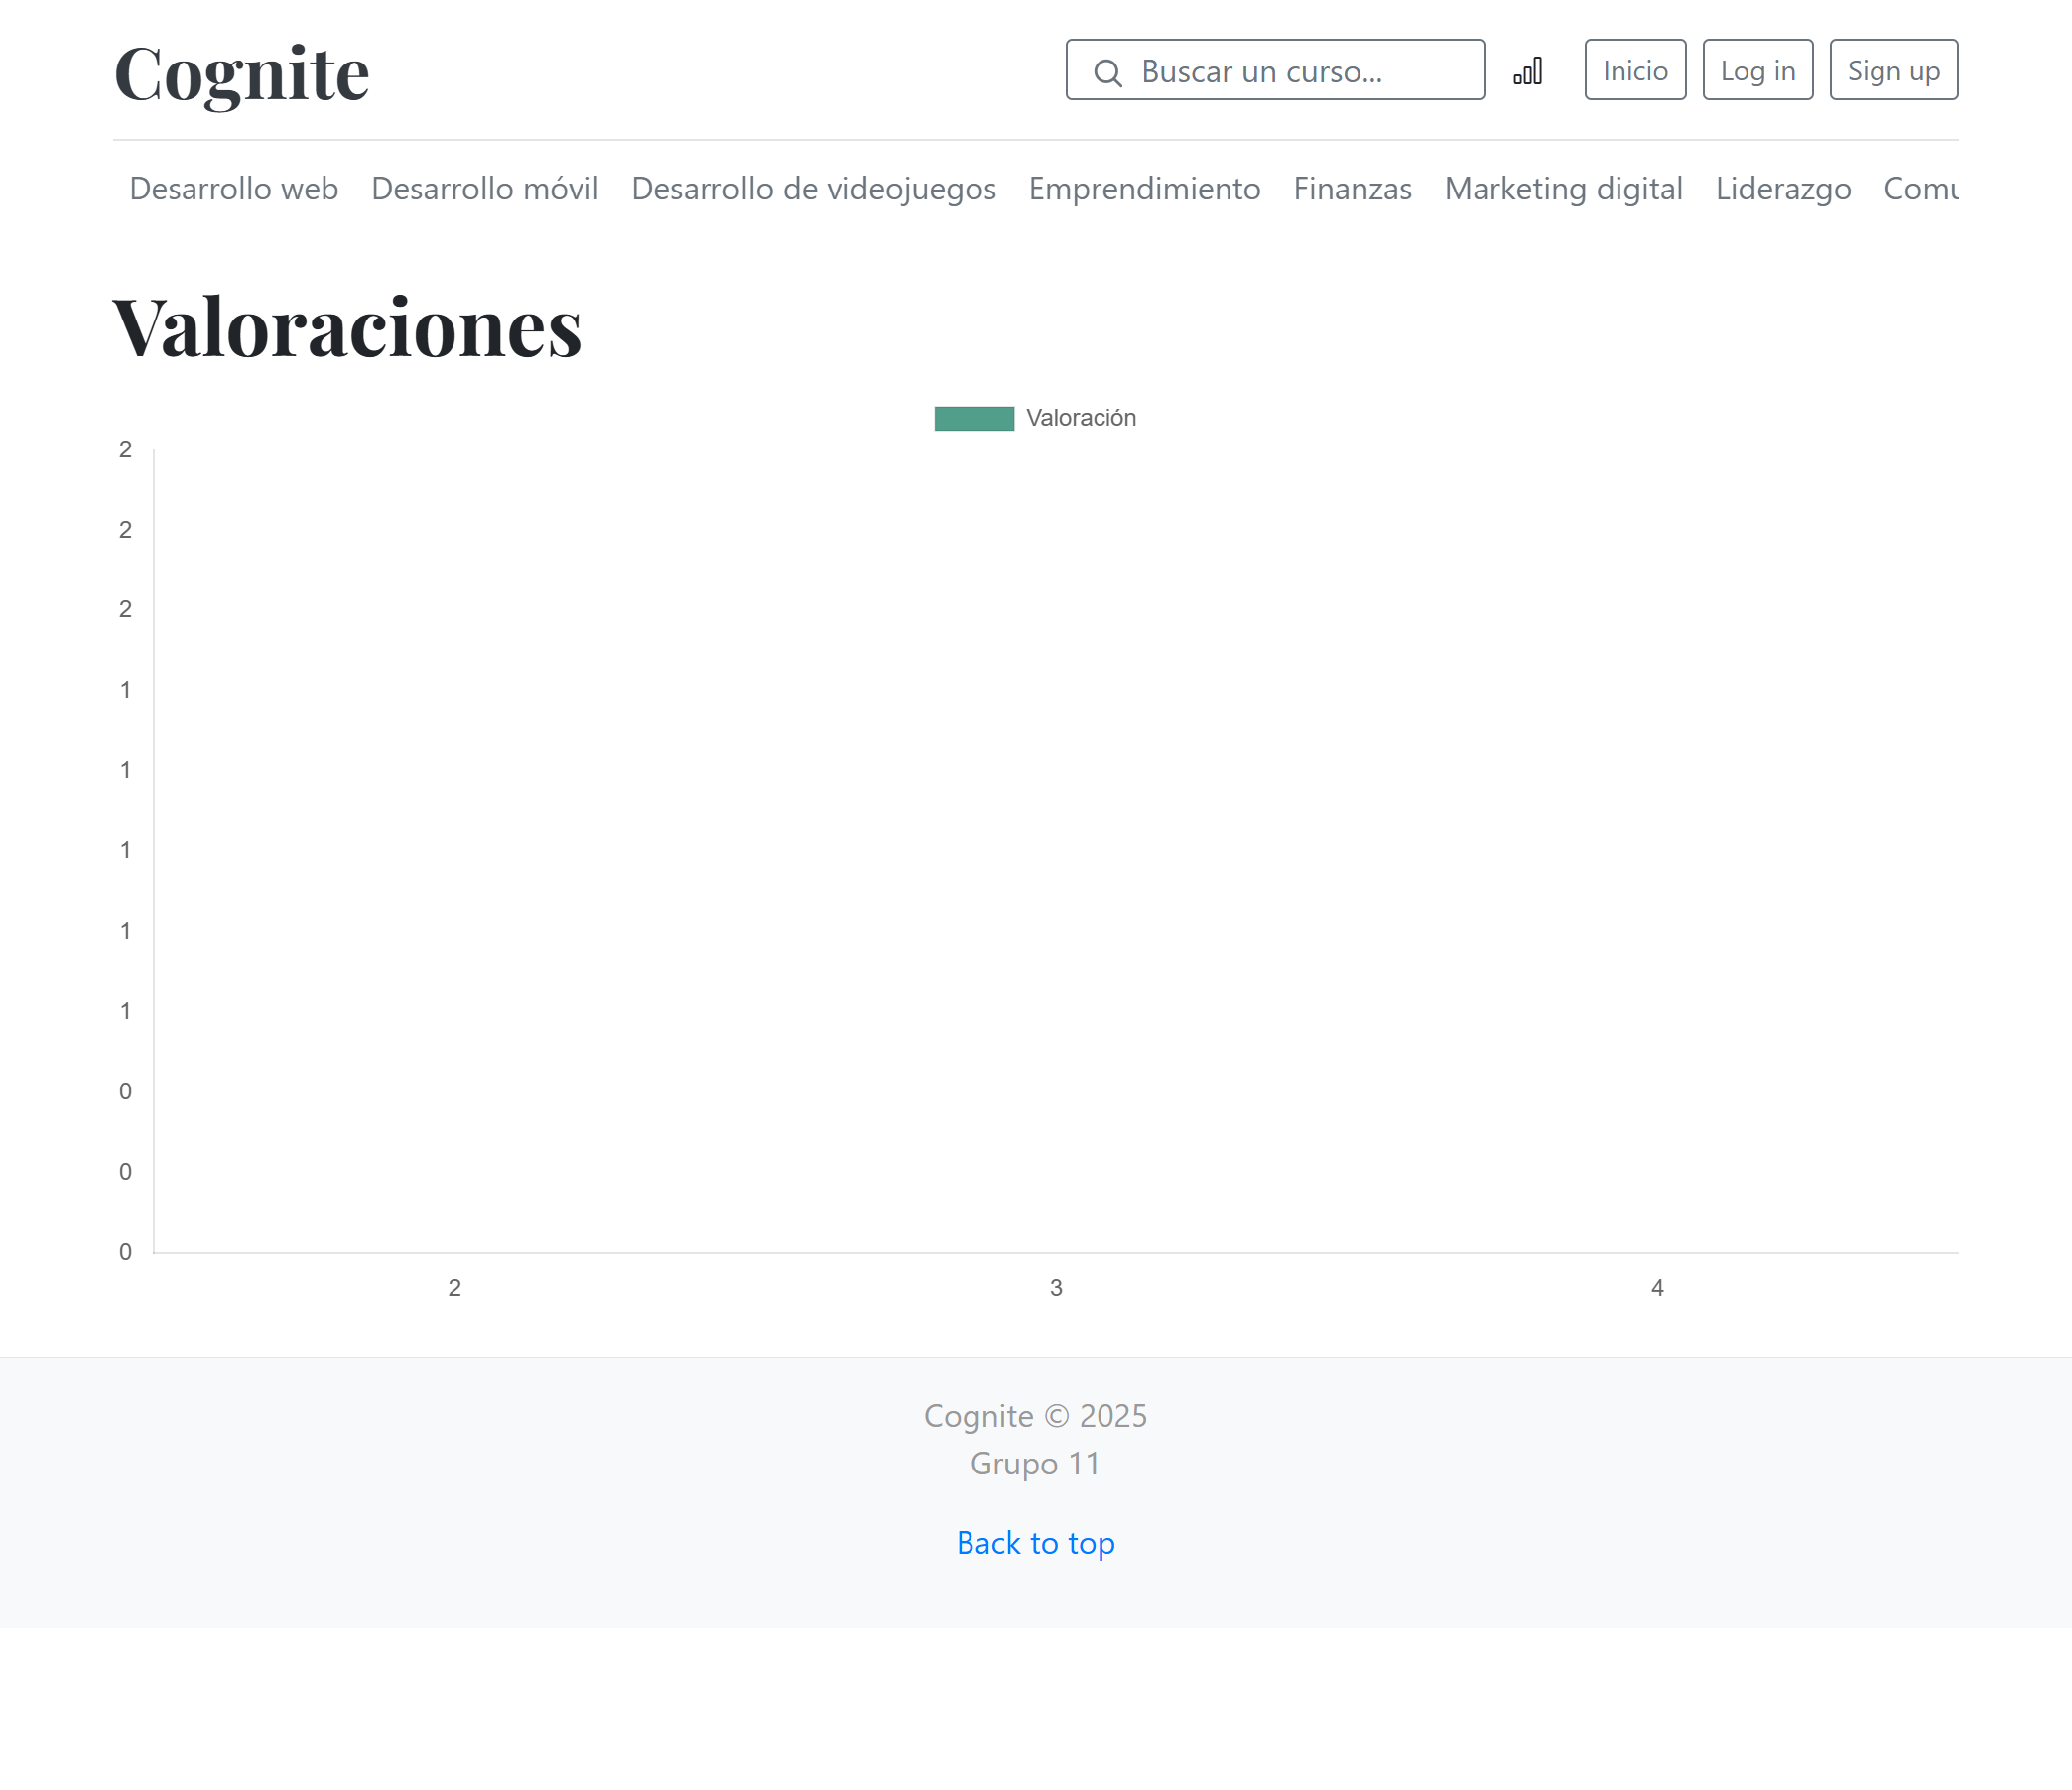 Cognite
Buscar un curso...
Inicio
Log in
Sign up
Desarrollo web Desarrollo móvil Desarrollo de videojuegos Emprendimiento Finanzas Marketing digital Liderazgo Comu
Valoraciones
Valoración
2
2
2
1
1
1
1
1
0
0
0
2 3 4
Cognite © 2025
Grupo 11
Back to top